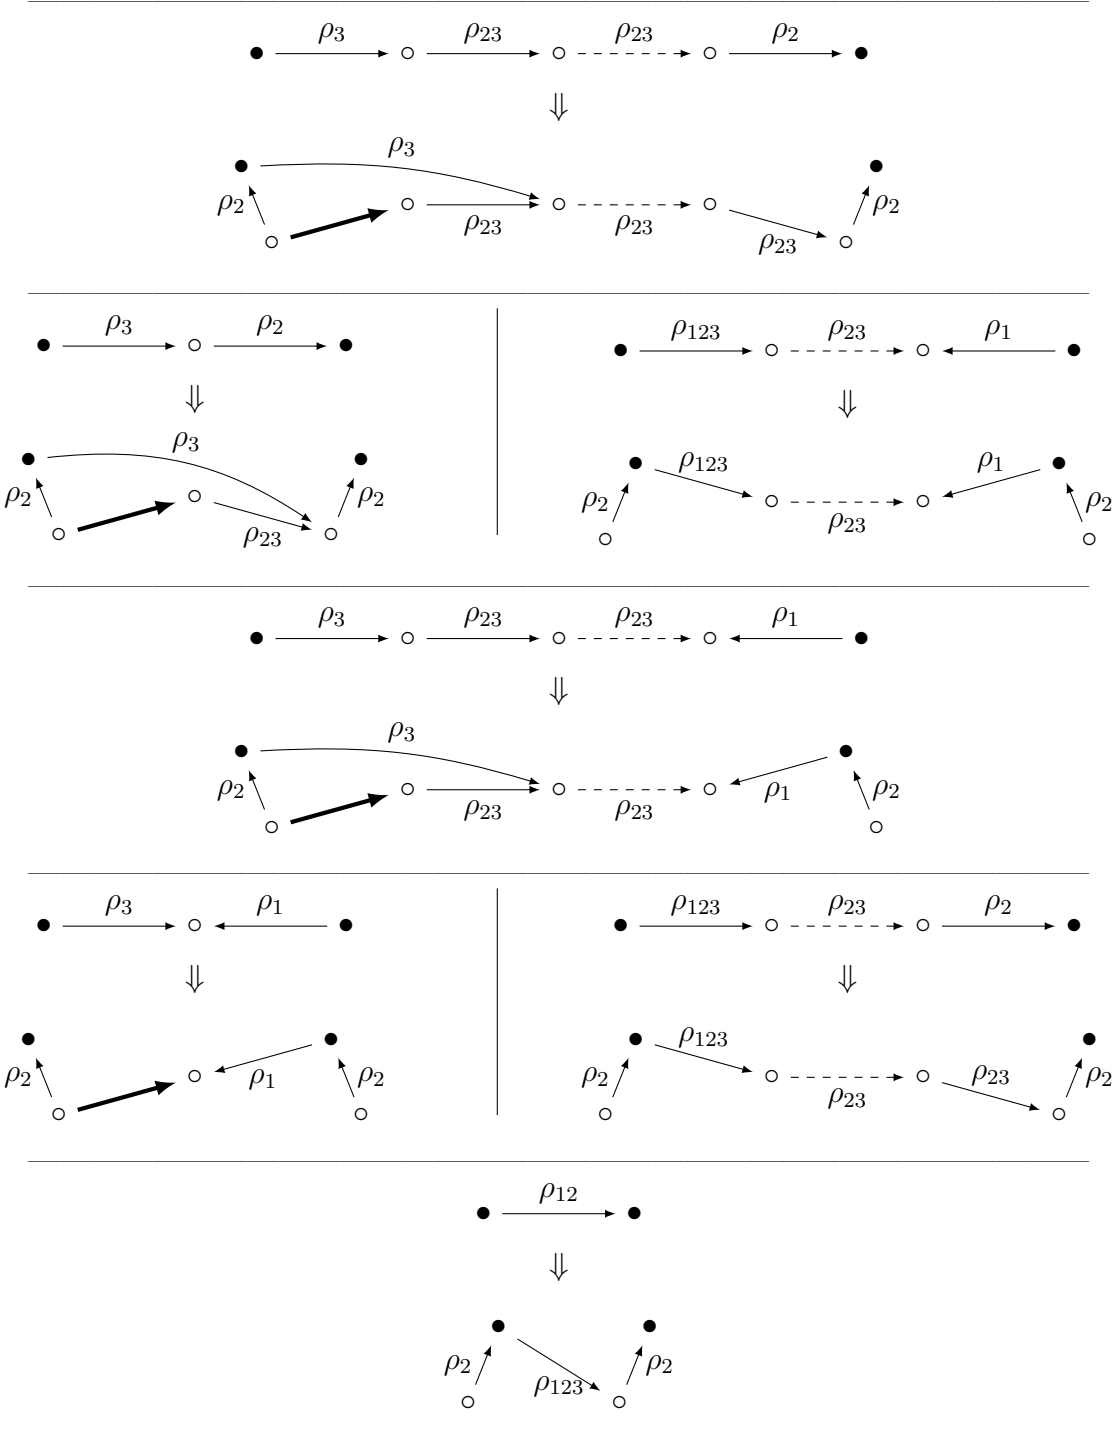 ρ₃ ρ₂₃ ρ₂₃ ρ₂
⇓
ρ₃
ρ₂ ρ₂₃ ρ₂₃ ρ₂₃ ρ₂
ρ₃ ρ₂
⇓
ρ₃
ρ₂ ρ₂₃ ρ₂
ρ₁₂₃ ρ₂₃ ρ₁
⇓
ρ₁₂₃ ρ₁
ρ₂ ρ₂₃ ρ₂
ρ₃ ρ₂₃ ρ₂₃ ρ₁
⇓
ρ₃
ρ₂ ρ₂₃ ρ₂₃ ρ₁ ρ₂
ρ₃ ρ₁
⇓
ρ₂ ρ₁ ρ₂
ρ₁₂₃ ρ₂₃ ρ₂
⇓
ρ₁₂₃
ρ₂ ρ₂₃ ρ₂₃ ρ₂
ρ₁₂
⇓
ρ₂ ρ₁₂₃ ρ₂